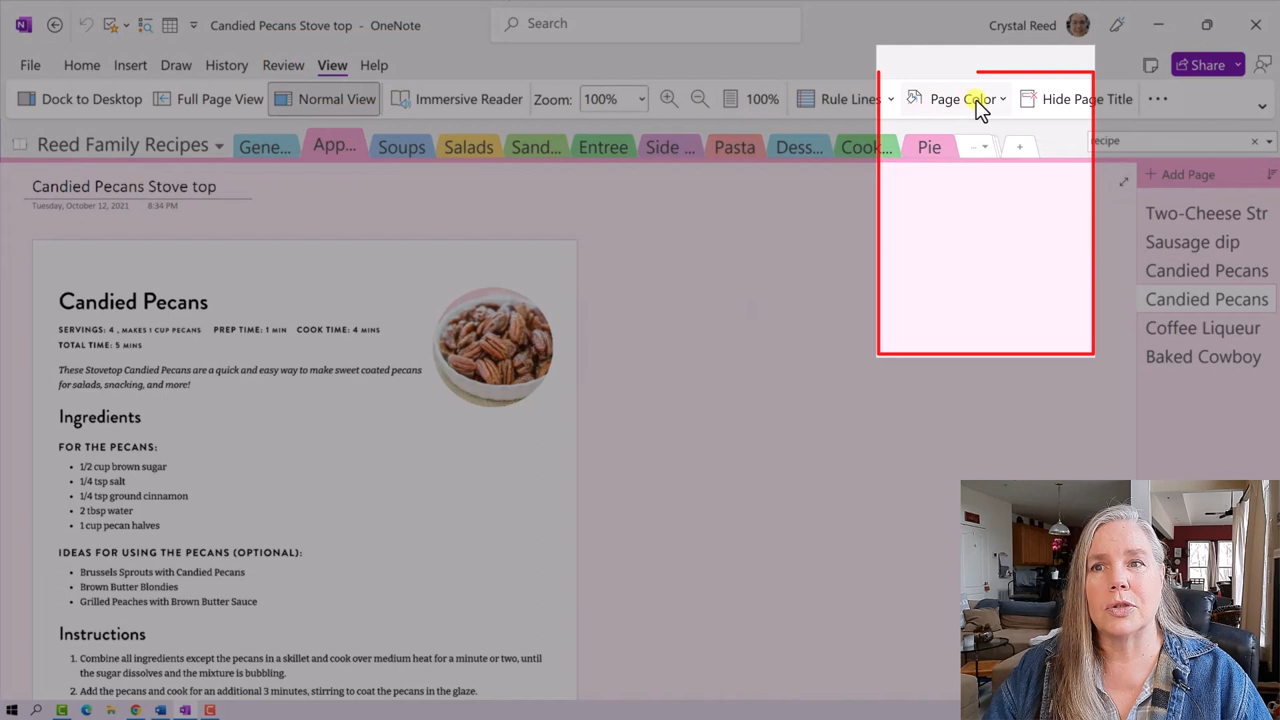 Candied Pecans Stove top - OneNote
Search
Crystal Reed
File Home Insert Draw History Review View Help
Share
Dock to Desktop Full Page View Normal View Immersive Reader Zoom: 100% 100% Rule Lines Page Color Hide Page Title
Reed Family Recipes Gene... App... Soups Salads Sand... Entree Side ... Pasta Dess... Cook... Pie ... + recipe
Candied Pecans Stove top
Tuesday, October 12, 2021 8:34 PM
Add Page
Two-Cheese Str
Sausage dip
Candied Pecans
Candied Pecans
Coffee Liqueur
Baked Cowboy
Candied Pecans
SERVINGS: 4 , MAKES 1 CUP PECANS PREP TIME: 1 MIN COOK TIME: 4 MINS
TOTAL TIME: 5 MINS
These Stovetop Candied Pecans are a quick and easy way to make sweet coated pecans
for salads, snacking, and more!
Ingredients
FOR THE PECANS:
• 1/2 cup brown sugar
• 1/4 tsp salt
• 1/4 tsp ground cinnamon
• 2 tbsp water
• 1 cup pecan halves
IDEAS FOR USING THE PECANS (OPTIONAL):
• Brussels Sprouts with Candied Pecans
• Brown Butter Blondies
• Grilled Peaches with Brown Butter Sauce
Instructions
1. Combine all ingredients except the pecans in a skillet and cook over medium heat for a minute or two, until
the sugar dissolves and the mixture is bubbling.
2. Add the pecans and cook for an additional 3 minutes, stirring to coat the pecans in the glaze.